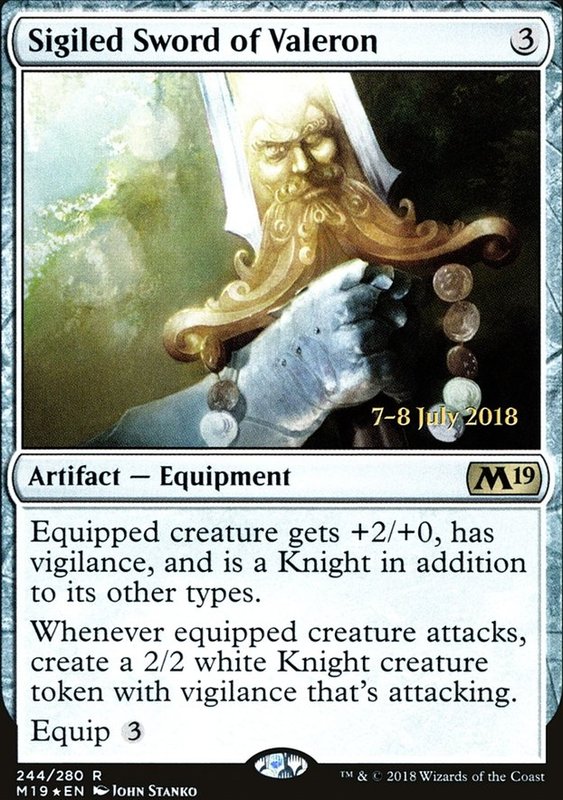 Sigiled Sword of Valeron 3
7–8 July 2018
Artifact — Equipment M19
Equipped creature gets +2/+0, has
vigilance, and is a Knight in addition
to its other types.
Whenever equipped creature attacks,
create a 2/2 white Knight creature
token with vigilance that's attacking.
Equip 3
244/280 R
M19★EN John Stanko ™ & © 2018 Wizards of the Coast